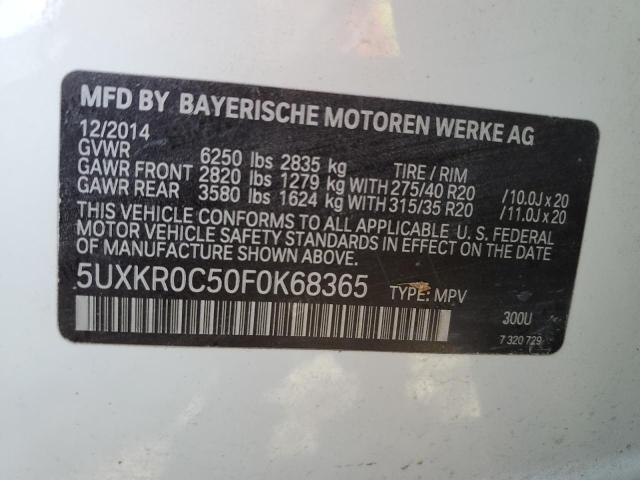 MFD BY BAYERISCHE MOTOREN WERKE AG
12/2014
GVWR 6250 lbs 2835 kg TIRE / RIM
GAWR FRONT 2820 lbs 1279 kg WITH 275/40 R20 /10.0J x 20
GAWR REAR 3580 lbs 1624 kg WITH 315/35 R20 /11.0J x 20
THIS VEHICLE CONFORMS TO ALL APPLICABLE U. S. FEDERAL
MOTOR VEHICLE SAFETY STANDARDS IN EFFECT ON THE DATE
OF MANUFACTURE SHOWN ABOVE.
5UXKR0C50F0K68365 TYPE: MPV
300U
7 320 729